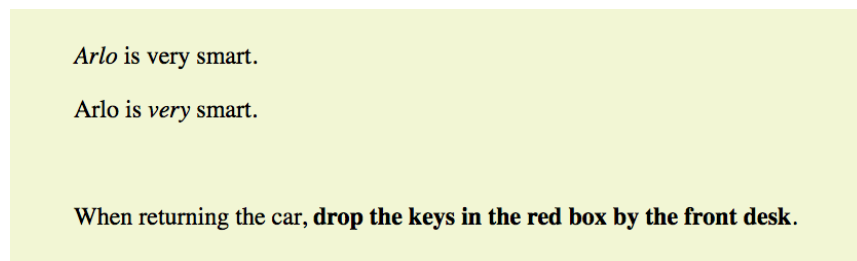 Arlo is very smart.
Arlo is very smart.
When returning the car, drop the keys in the red box by the front desk.